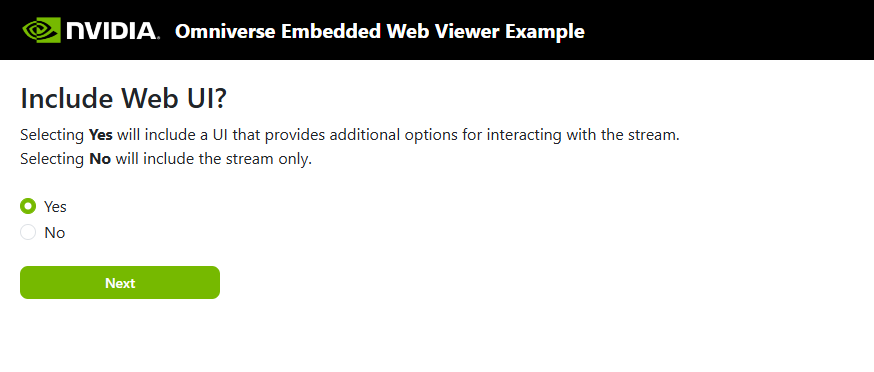 NVIDIA. Omniverse Embedded Web Viewer Example
Include Web UI?
Selecting Yes will include a UI that provides additional options for interacting with the stream.
Selecting No will include the stream only.
Yes
No
Next